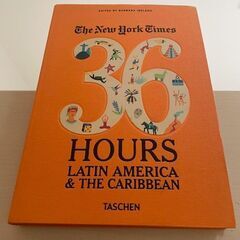 EDITED BY BARBARA IRELAND
The New York Times
36
HOURS
LATIN AMERICA
& THE CARIBBEAN
TASCHEN